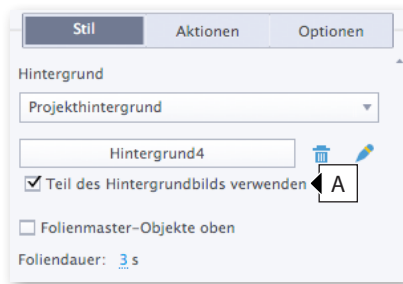 Stil Aktionen Optionen
Hintergrund
Projekthintergrund
Hintergrund4
Teil des Hintergrundbilds verwenden A
Folienmaster-Objekte oben
Foliendauer: 3 s